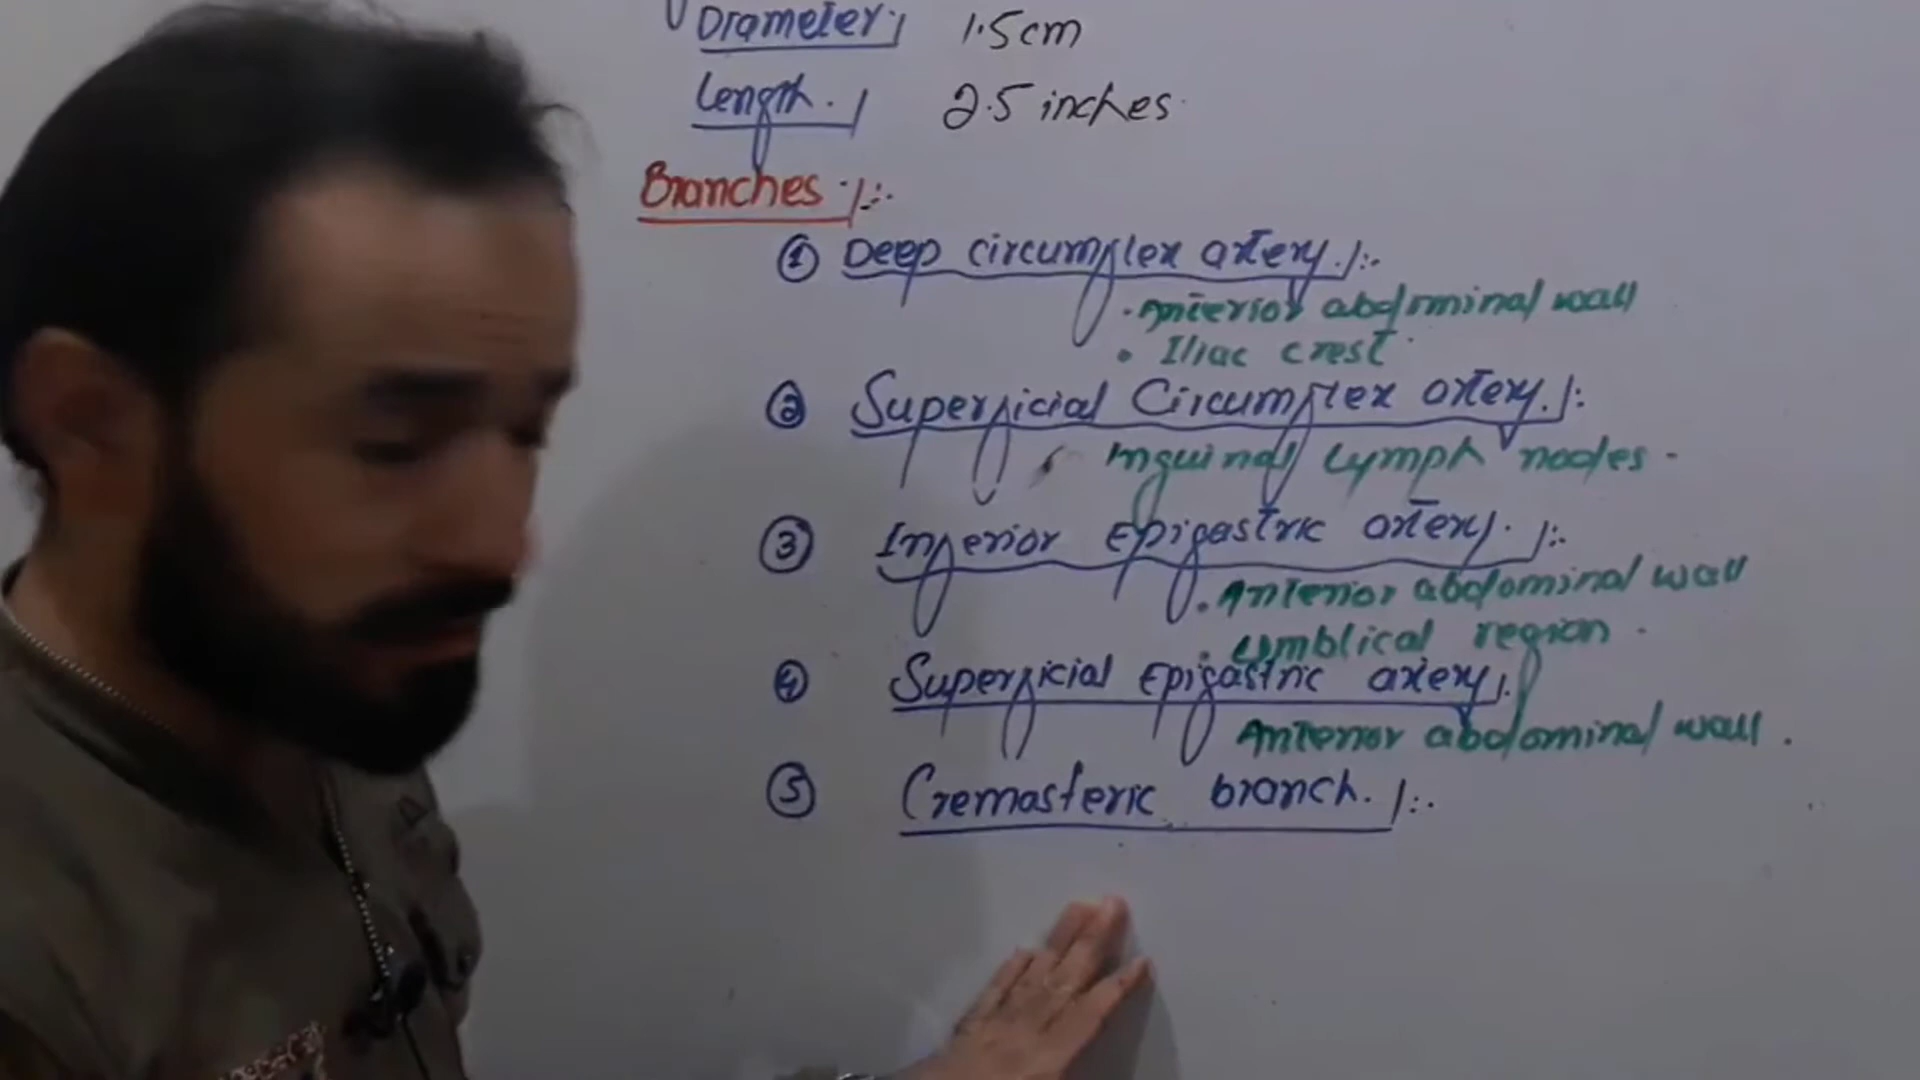 Diameter: 1.5cm
Length. 2.5 inches
Branches :
① Deep circumflex artery.
• Anterior abdominal wall
• Iliac crest
② Superficial Circumflex artery.
Inguinal Lymph nodes
③ Inferior Epigastric artery.
• Anterior abdominal wall
• umblical region
④ Superficial Epigastric artery.
Anterior abdominal wall.
⑤ Cremasteric branch.